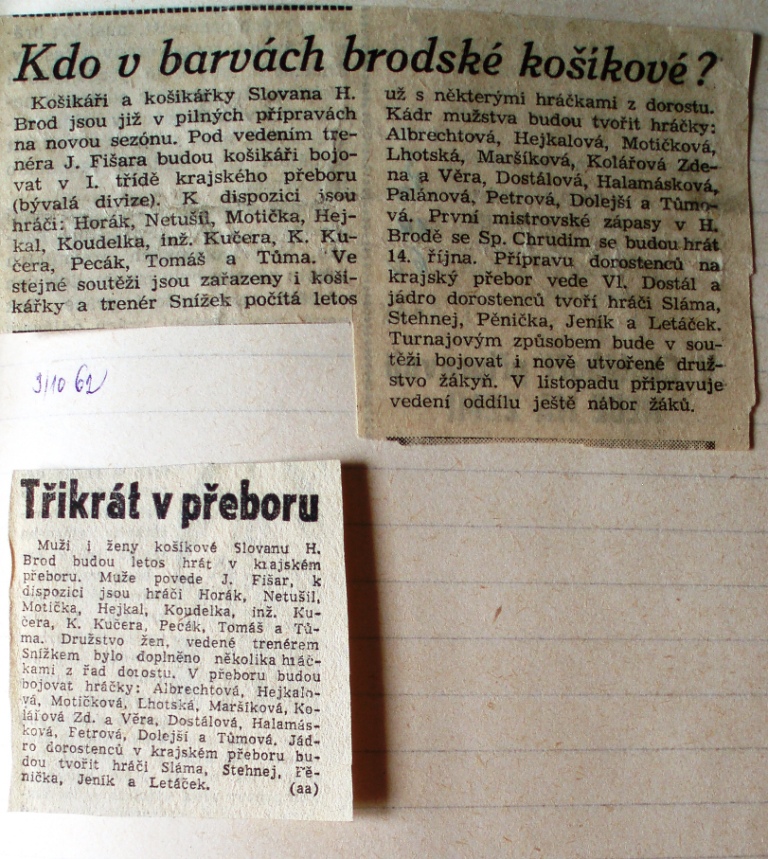 Kdo v barvách brodské košíkové?
Košikáři a košikářky Slovana H.
Brod jsou již v pilných přípravách
na novou sezónu. Pod vedením tre-
néra J. Fišara budou košikáři bojo-
vat v I. třídě krajského přeboru
(bývalá divize). K dispozici jsou
hráči: Horák, Netušil, Motička, Hej-
kal, Koudelka, inž. Kučera, K. Ku-
čera, Pecák, Tomáš a Tůma. Ve
stejné soutěži jsou zařazeny i koši-
kářky a trenér Snížek počítá letos
už s některými hráčkami z dorostu.
Kádr mužstva budou tvořit hráčky:
Albrechtová, Hejkalová, Motičková,
Lhotská, Maršíková, Kolářová Zde-
na a Věra, Dostálová, Halamásková,
Palánová, Petrová, Dolejší a Tůmo-
vá. První mistrovské zápasy v H.
Brodě se Sp. Chrudim se budou hrát
14. října. Přípravu dorostenců na
krajský přebor vede Vl. Dostál a
jádro dorostenců tvoří hráči Sláma,
Stehnej, Pěnička, Jeník a Letáček.
Turnajovým způsobem bude v sou-
těži bojovat i nově utvořené druž-
stvo žákyň. V listopadu připravuje
vedení oddílu ještě nábor žáků.
3/10 62
Třikrát v přeboru
Muži i ženy košíkové Slovanu H.
Brod budou letos hrát v krajském
přeboru. Muže povede J. Fišar, k
dispozici jsou hráči Horák, Netušil,
Motička, Hejkal, Koudelka, inž. Ku-
čera, K. Kučera, Pecák, Tomáš a Tů-
ma. Družstvo žen, vedené trenérem
Snížkem bylo doplněno několika hráč-
kami z řad dorostu. V přeboru budou
bojovat hráčky: Albrechtová, Hejkalo-
vá, Motičková, Lhotská, Maršíková, Ko-
lářová Zd. a Věra, Dostálová, Halamás-
ková, Petrová, Dolejší a Tůmová. Jád-
ro dorostenců v krajském přeboru bu-
dou tvořit hráči Sláma, Stehnej, Pě-
nička, Jeník a Letáček. (aa)